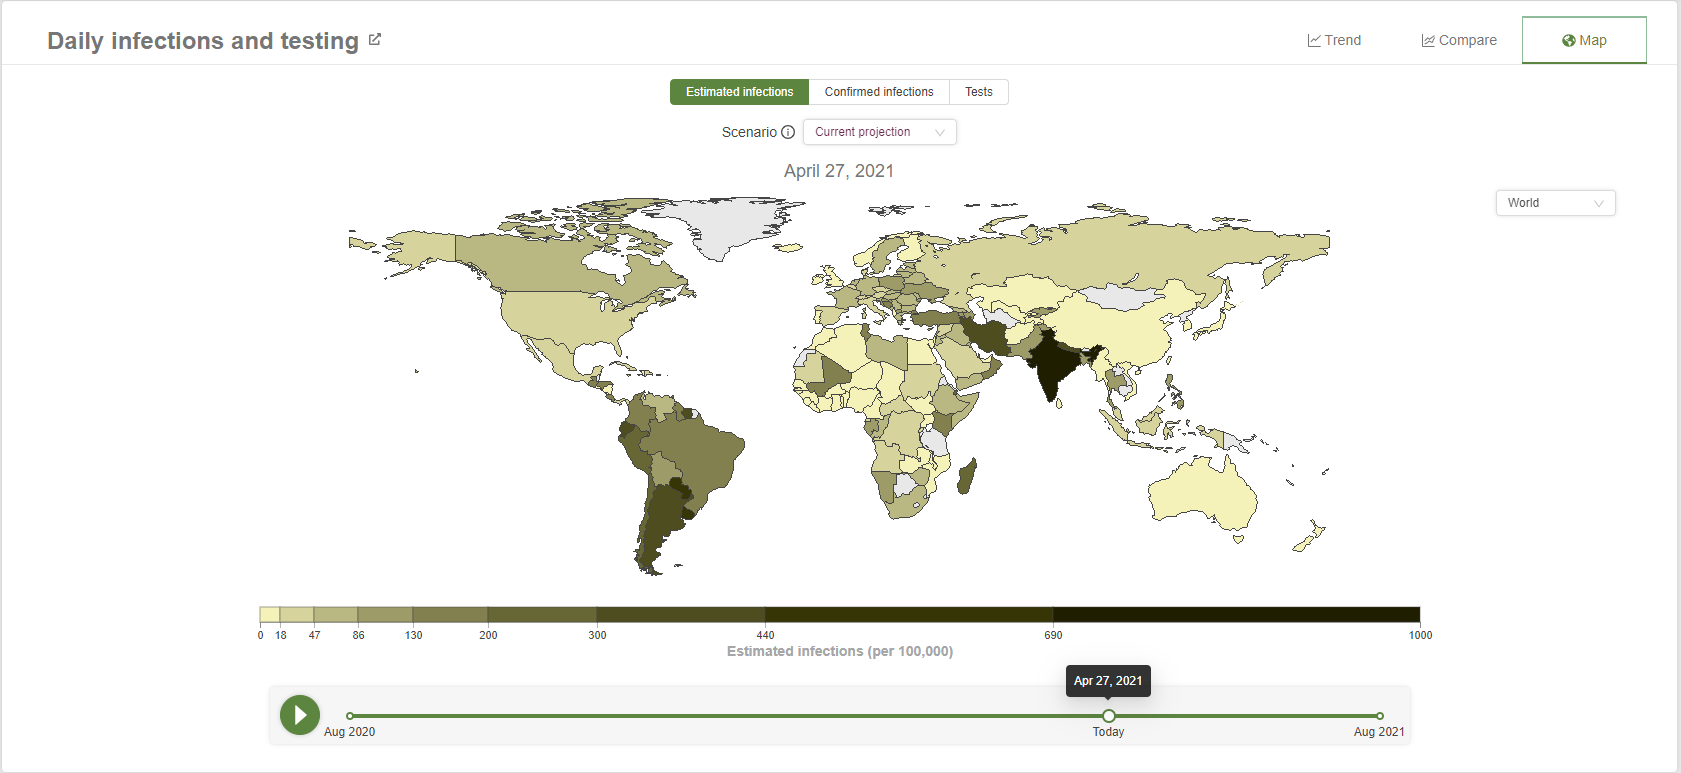 Daily infections and testing
Trend
Compare
Map
Estimated infections
Confirmed infections
Tests
Scenario
Current projection
April 27, 2021
World
0 18 47 86 130 200 300 440 690 1000
Estimated infections (per 100,000)
Apr 27, 2021
Aug 2020
Today
Aug 2021